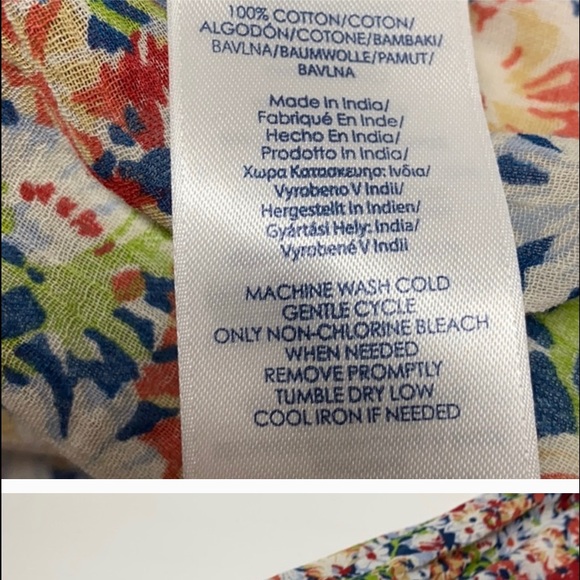 100% COTTON/COTON/
ALGODÓN/COTONE/BAMBAKI/
BAVLNA/BAUMWOLLE/PAMUT/
BAVLNA
Made In India/
Fabriqué En Inde/
Hecho En India/
Prodotto In India/
Χωρα Κατασκευησ: Ινδια/
Vyrobeno V Indii/
Hergestellt In Indien/
Gyártási Hely: India/
Vyrobené V Indii
MACHINE WASH COLD
GENTLE CYCLE
ONLY NON-CHLORINE BLEACH
WHEN NEEDED
REMOVE PROMPTLY
TUMBLE DRY LOW
COOL IRON IF NEEDED